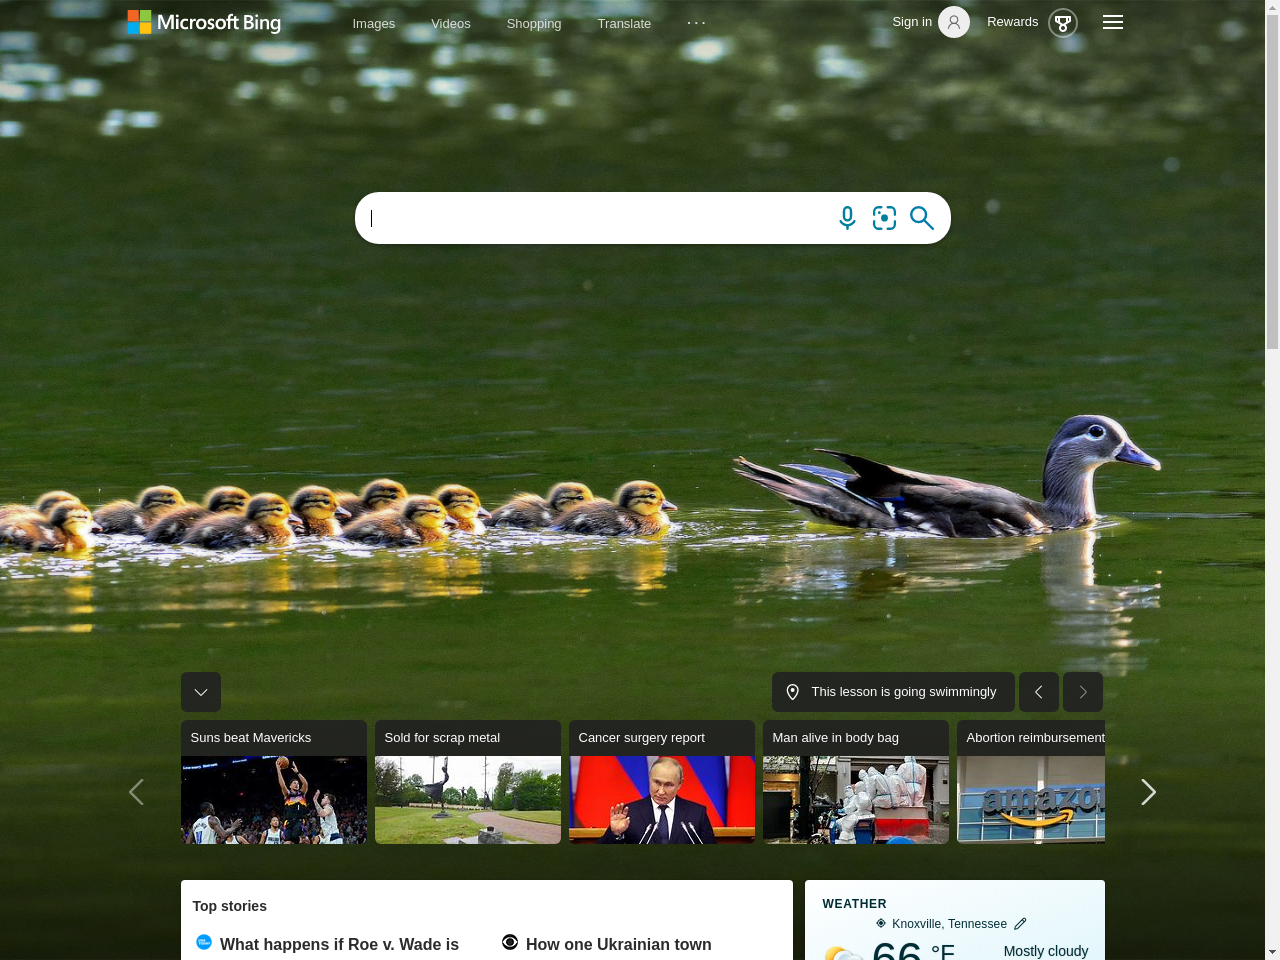 Microsoft Bing
Images
Videos
Shopping
Translate
...
Sign in
Rewards
This lesson is going swimmingly
Suns beat Mavericks
Sold for scrap metal
Cancer surgery report
Man alive in body bag
Abortion reimbursement
amazon
Top stories
What happens if Roe v. Wade is
How one Ukrainian town
WEATHER
Knoxville, Tennessee
66 °F
Mostly cloudy